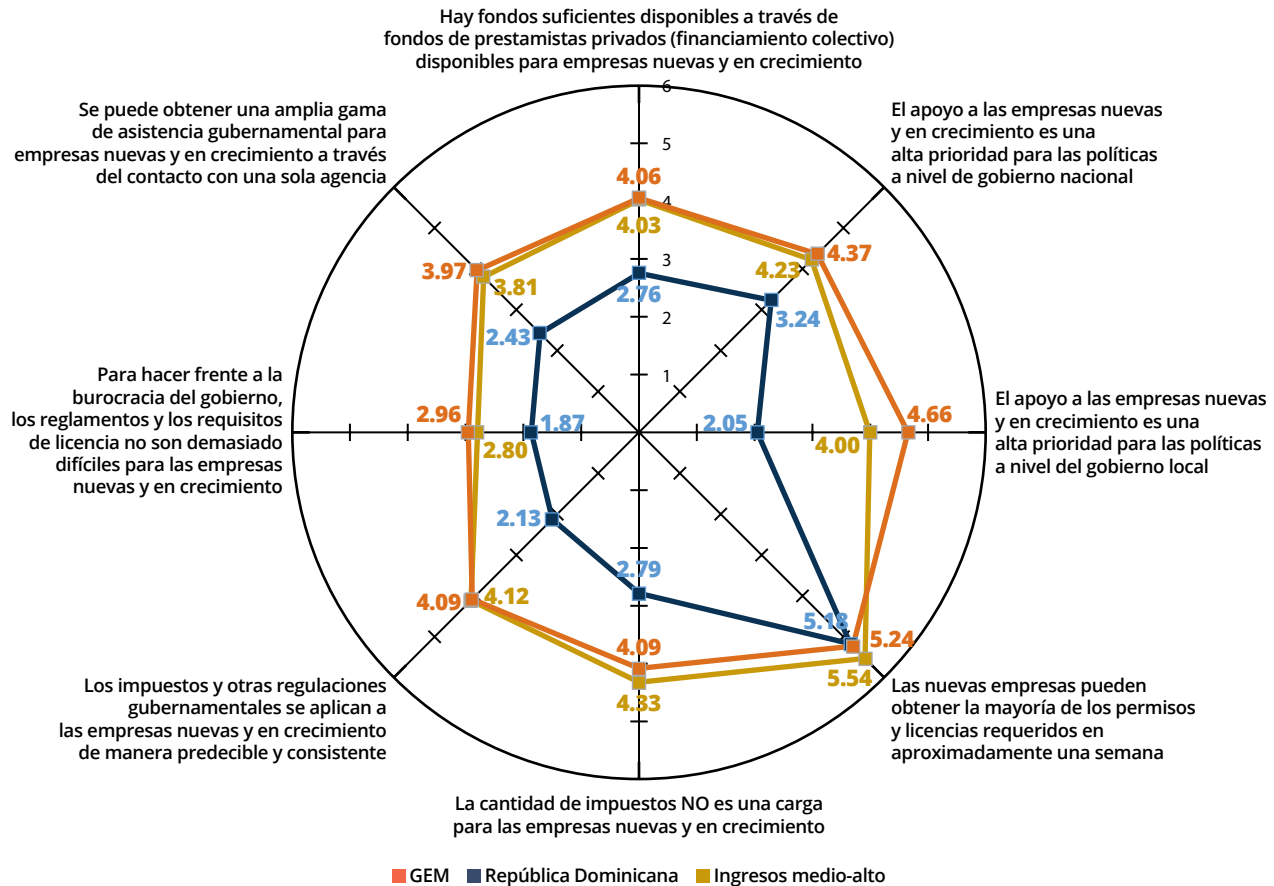 Hay fondos suficientes disponibles a través de
fondos de prestamistas privados (financiamiento colectivo)
disponibles para empresas nuevas y en crecimiento
Se puede obtener una amplia gama
de asistencia gubernamental para
empresas nuevas y en crecimiento a través
del contacto con una sola agencia
El apoyo a las empresas nuevas
y en crecimiento es una
alta prioridad para las políticas
a nivel de gobierno nacional
6
5
4.06
4
4.03
3
2.76
2
1
3.97
3.81
2.43
4.37
4.23
3.24
Para hacer frente a la
burocracia del gobierno,
los reglamentos y los requisitos
de licencia no son demasiado
difíciles para las empresas
nuevas y en crecimiento
2.96
2.80
1.87
2.05
4.00
4.66
El apoyo a las empresas nuevas
y en crecimiento es una
alta prioridad para las políticas
a nivel del gobierno local
2.13
4.09
4.12
2.79
4.09
4.33
5.18
5.24
5.54
Los impuestos y otras regulaciones
gubernamentales se aplican a
las empresas nuevas y en crecimiento
de manera predecible y consistente
Las nuevas empresas pueden
obtener la mayoría de los permisos
y licencias requeridos en
aproximadamente una semana
La cantidad de impuestos NO es una carga
para las empresas nuevas y en crecimiento
GEM República Dominicana Ingresos medio-alto